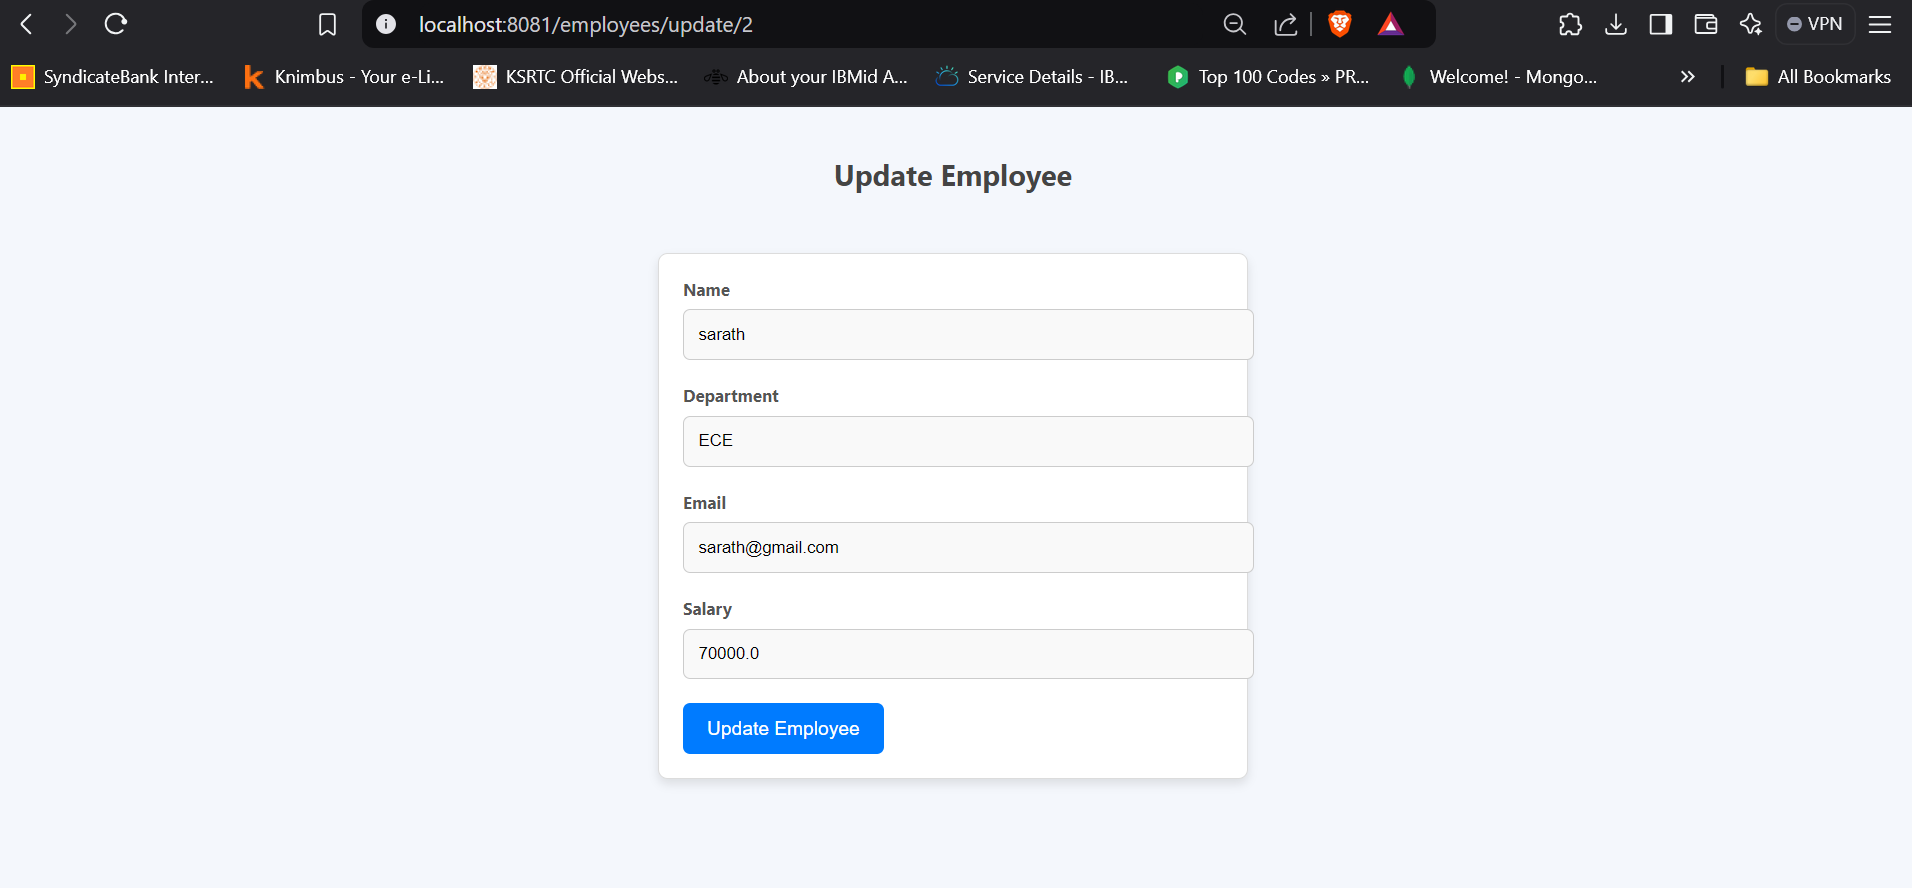 localhost:8081/employees/update/2
VPN
SyndicateBank Inter... Knimbus - Your e-Li... KSRTC Official Webs... About your IBMid A... Service Details - IB... Top 100 Codes » PR... Welcome! - Mongo... » All Bookmarks
Update Employee
Name
sarath
Department
ECE
Email
sarath@gmail.com
Salary
70000.0
Update Employee